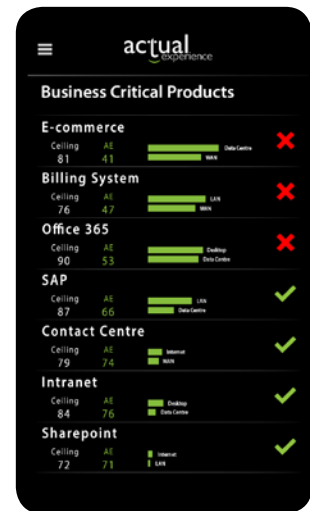 actual
experience
Business Critical Products
E-commerce
Ceiling AE Data Centre
81 41 WAN
Billing System
Ceiling AE LAN
76 47 WAN
Office 365
Ceiling AE Desktop
90 53 Data Centre
SAP
Ceiling AE LAN
87 66 Data Centre
Contact Centre
Ceiling AE Internet
79 74 WAN
Intranet
Ceiling AE Desktop
84 76 Data Centre
Sharepoint
Ceiling AE Internet
72 71 LAN